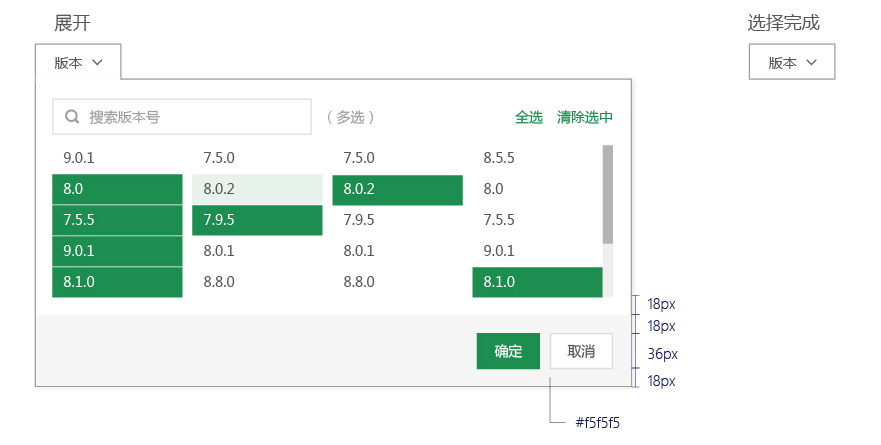 展开
选择完成
版本
版本
搜索版本号
（多选）
全选
清除选中
9.0.1 7.5.0 7.5.0 8.5.5
8.0 8.0.2 8.0.2 8.0
7.5.5 7.9.5 7.9.5 7.5.5
9.0.1 8.0.1 8.0.1 9.0.1
8.1.0 8.8.0 8.8.0 8.1.0
18px
18px
确定
取消
36px
18px
#f5f5f5